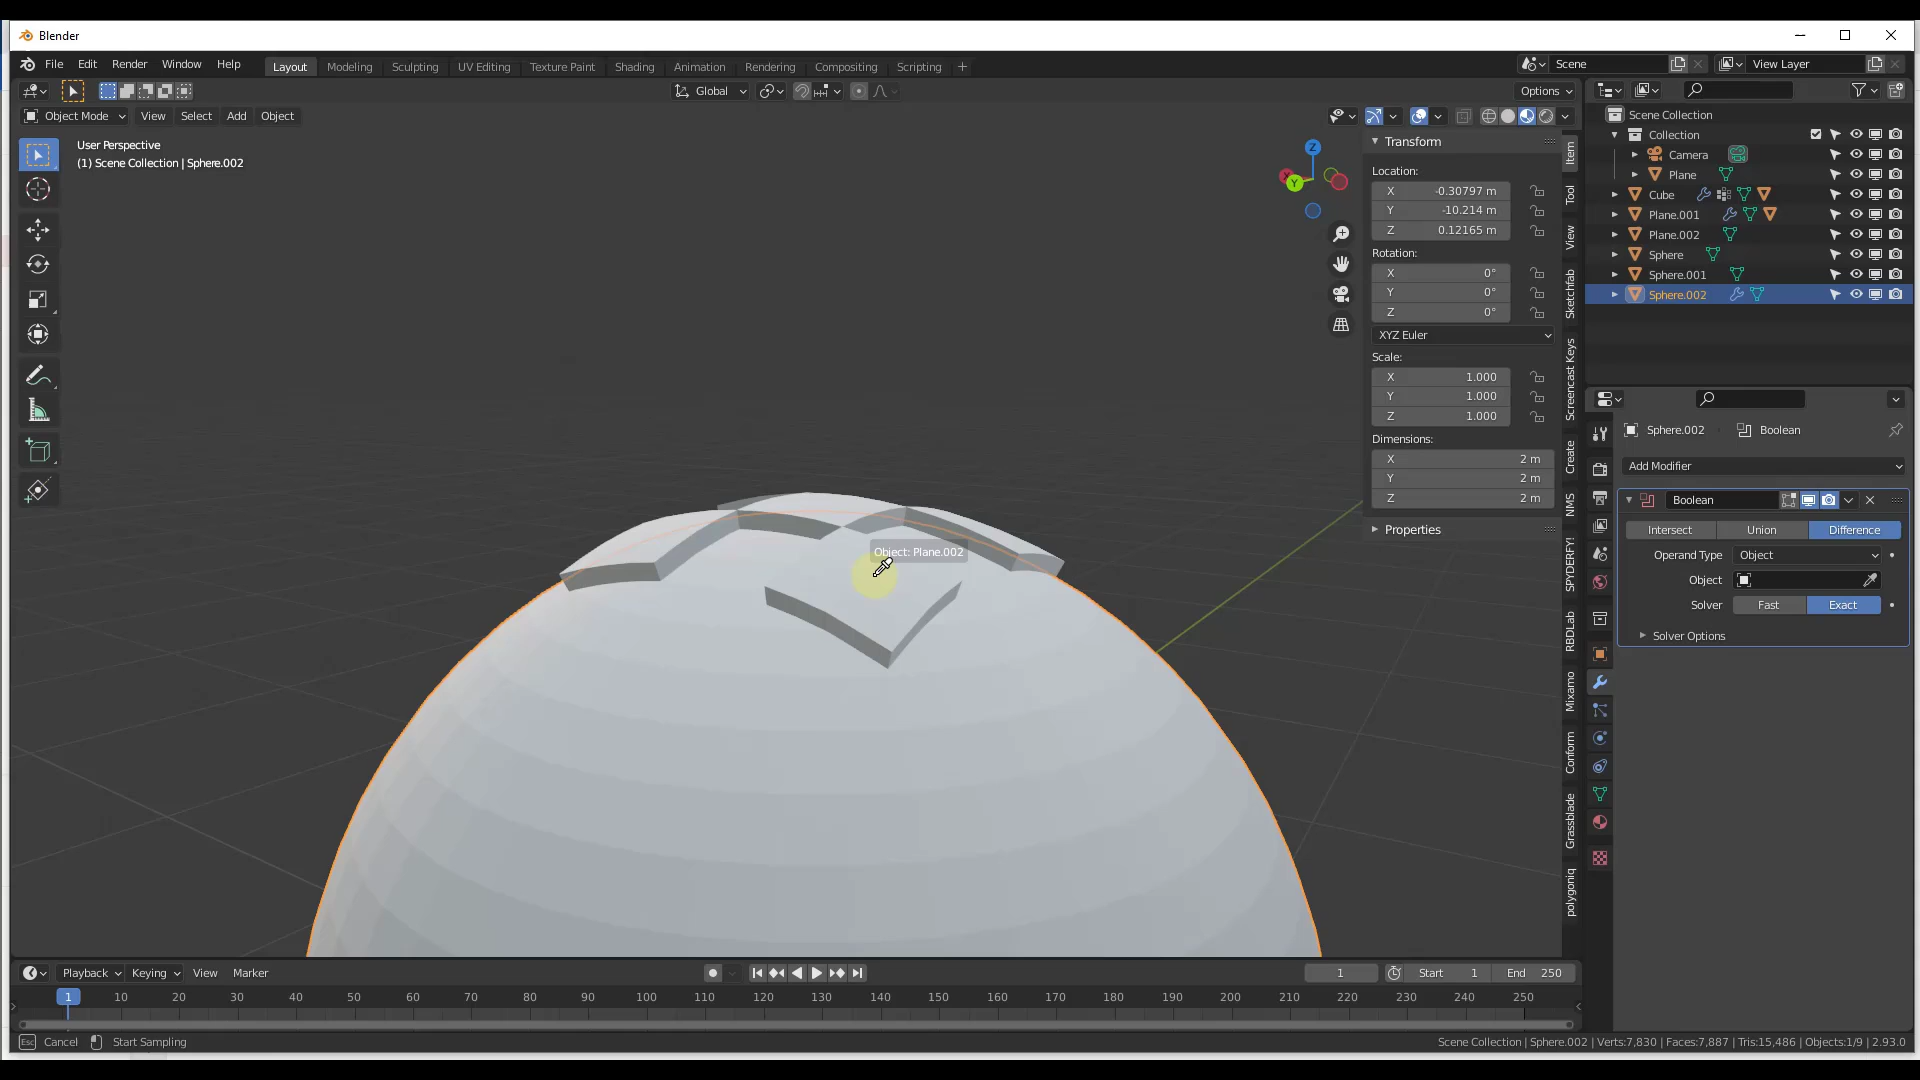 Blender
File Edit Render Window Help
Layout Modeling Sculpting UV Editing Texture Paint Shading Animation Rendering Compositing Scripting
Scene
View Layer
Global
Options
Object Mode View Select Add Object
User Perspective
(1) Scene Collection | Sphere.002
Z
X
Y
Object: Plane.002
Transform
Location:
X -0.30797 m
Y -10.214 m
Z 0.12165 m
Rotation:
X 0°
Y 0°
Z 0°
XYZ Euler
Scale:
X 1.000
Y 1.000
Z 1.000
Dimensions:
X 2 m
Y 2 m
Z 2 m
Properties
Item
Tool
View
Sketchfab
Screencast Keys
Create
NMS
SPYDERFY!
RBDLab
Mixamo
Conform
Grassblade
polygoniq
Scene Collection
Collection
Camera
Plane
Cube
Plane.001
Plane.002
Sphere
Sphere.001
Sphere.002
Sphere.002 Boolean
Add Modifier
Boolean
Intersect Union Difference
Operand Type Object
Object
Solver Fast Exact
Solver Options
Playback Keying View Marker
1 Start 1 End 250
1 10 20 30 40 50 60 70 80 90 100 110 120 130 140 150 160 170 180 190 200 210 220 230 240 250
Esc Cancel Start Sampling
Scene Collection | Sphere.002 | Verts:7,830 | Faces:7,887 | Tris:15,486 | Objects:1/9 | 2.93.0